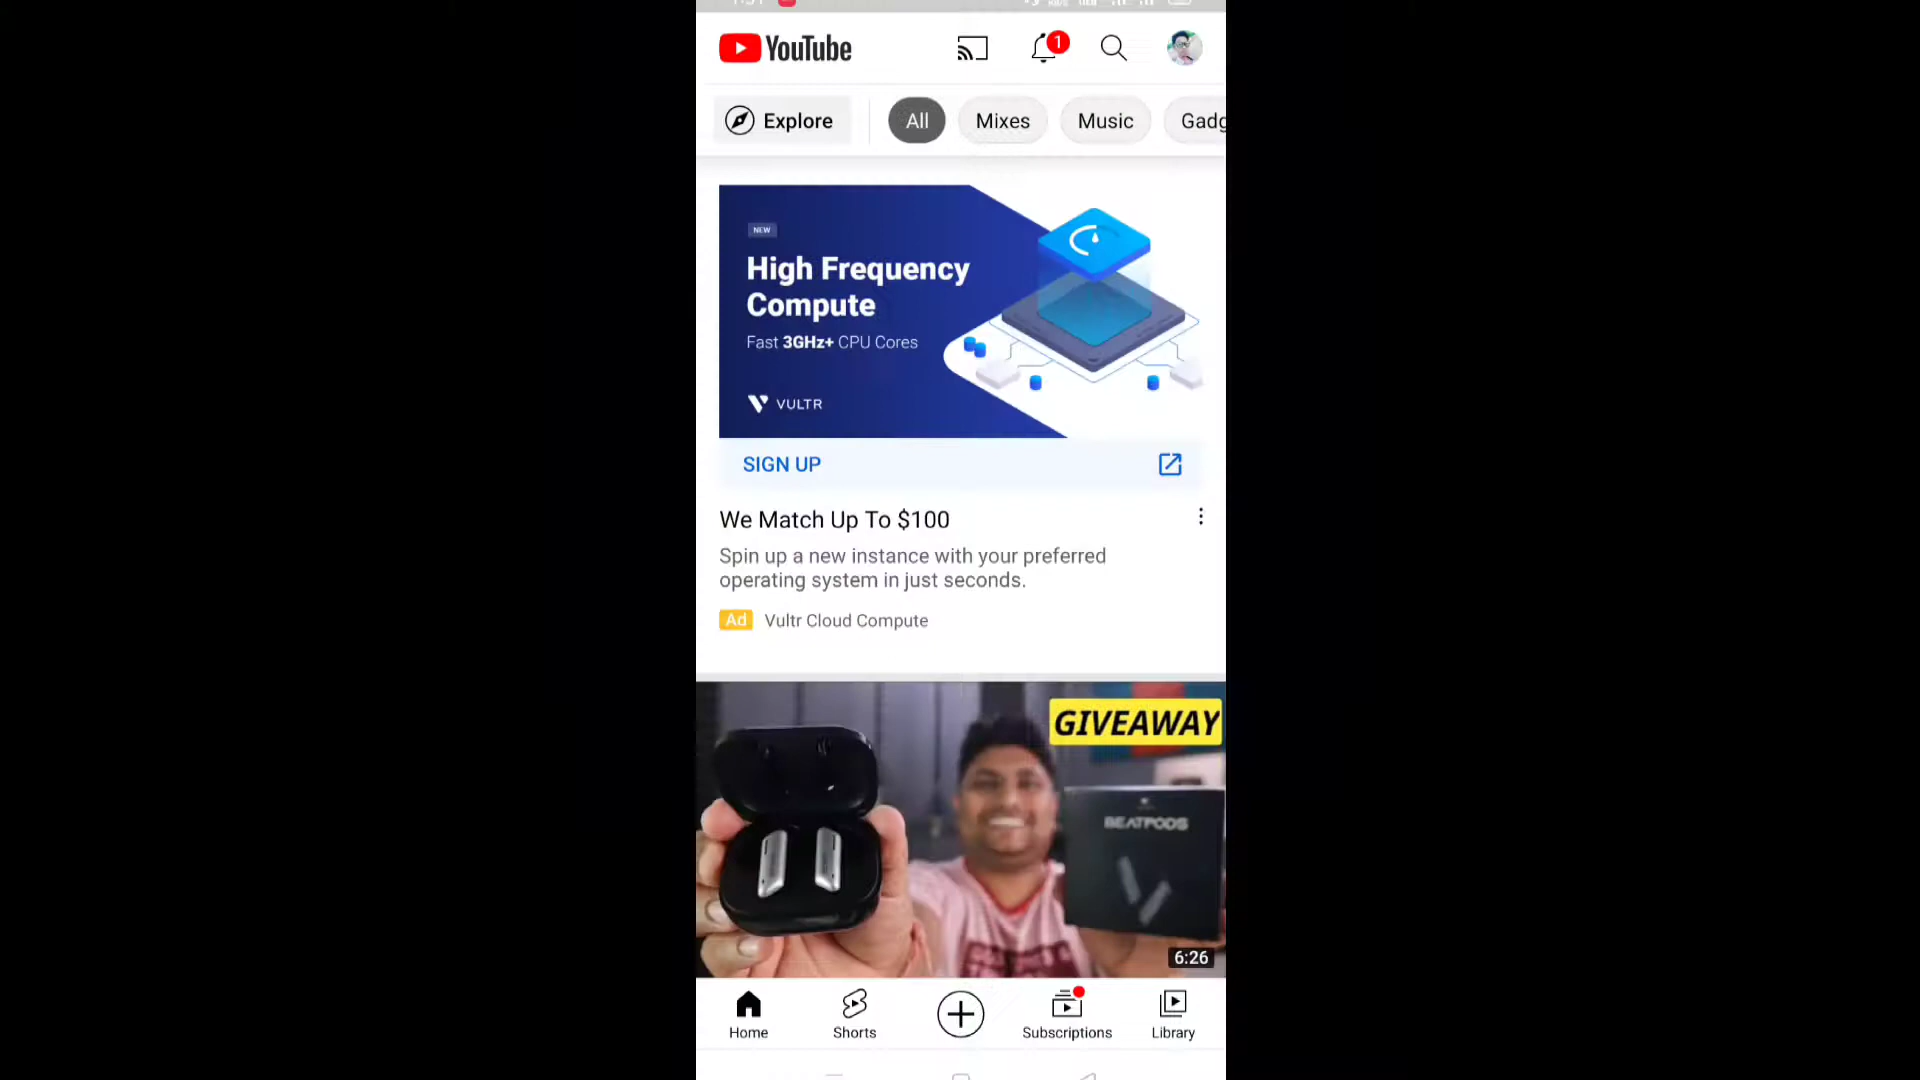 YouTube
1
Explore
All
Mixes
Music
Gadg
NEW
High Frequency
Compute
Fast 3GHz+ CPU Cores
VULTR
SIGN UP
We Match Up To $100
Spin up a new instance with your preferred
operating system in just seconds.
Ad Vultr Cloud Compute
GIVEAWAY
BEATPODS
6:26
Home
Shorts
Subscriptions
Library